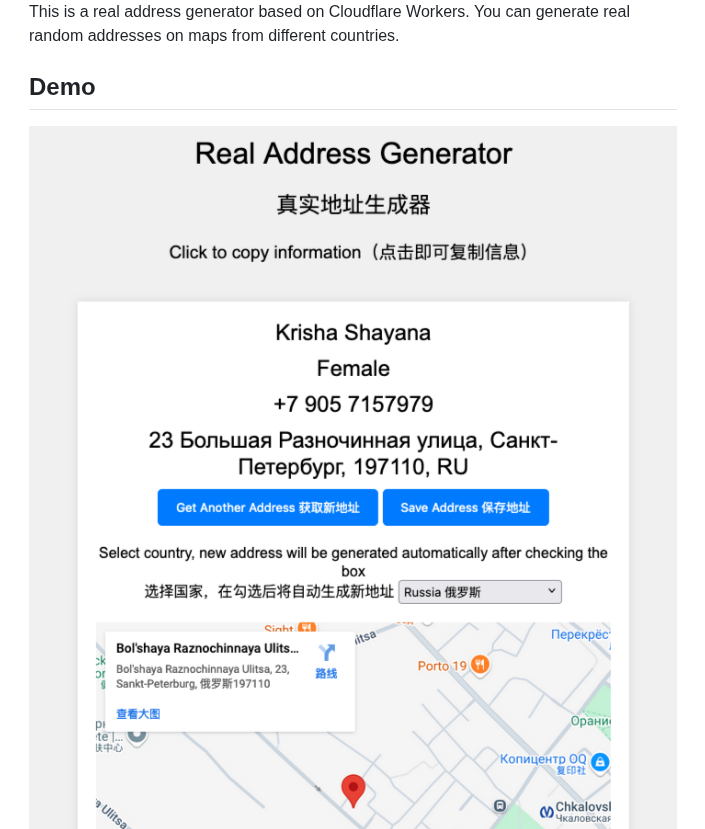 This is a real address generator based on Cloudflare Workers. You can generate real
random addresses on maps from different countries.
Demo
Real Address Generator
真实地址生成器
Click to copy information（点击即可复制信息）
Krisha Shayana
Female
+7 905 7157979
23 Большая Разночинная улица, Санкт-
Петербург, 197110, RU
Get Another Address 获取新地址
Save Address 保存地址
Select country, new address will be generated automatically after checking the
box
选择国家，在勾选后将自动生成新地址
Russia 俄罗斯
Sight
itsa
Перекрёс
Bol'shaya Raznochinnaya Ulits...
Bol'shaya Raznochinnaya Ulitsa, 23,
Sankt-Peterburg, 俄罗斯197110
路线
查看大图
Porto 19
Орани
Копицентр OQ
复印社
Chkalovsk
Чкаловская
a Ulitsa